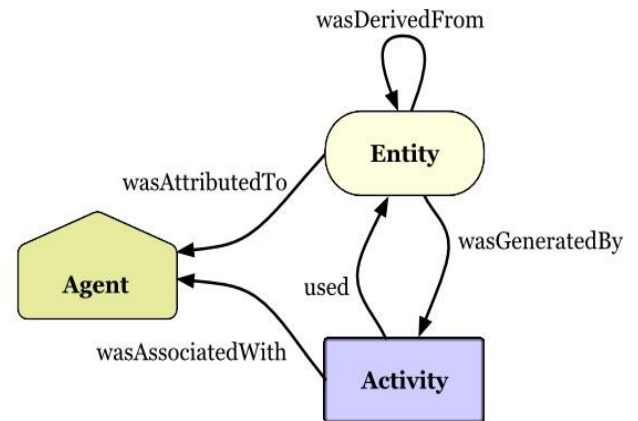 wasDerivedFrom
Entity
wasAttributedTo
wasGeneratedBy
Agent
used
wasAssociatedWith
Activity